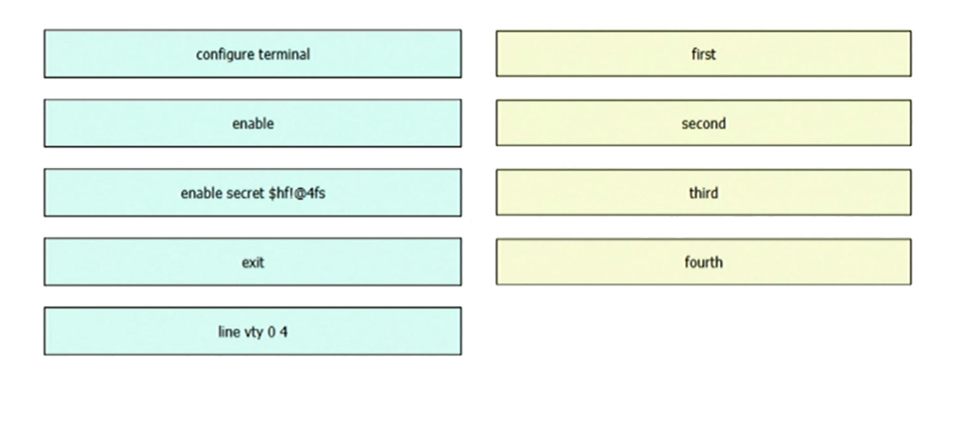 configure terminal
enable
enable secret $hf!@4fs
exit
line vty 0 4
first
second
third
fourth